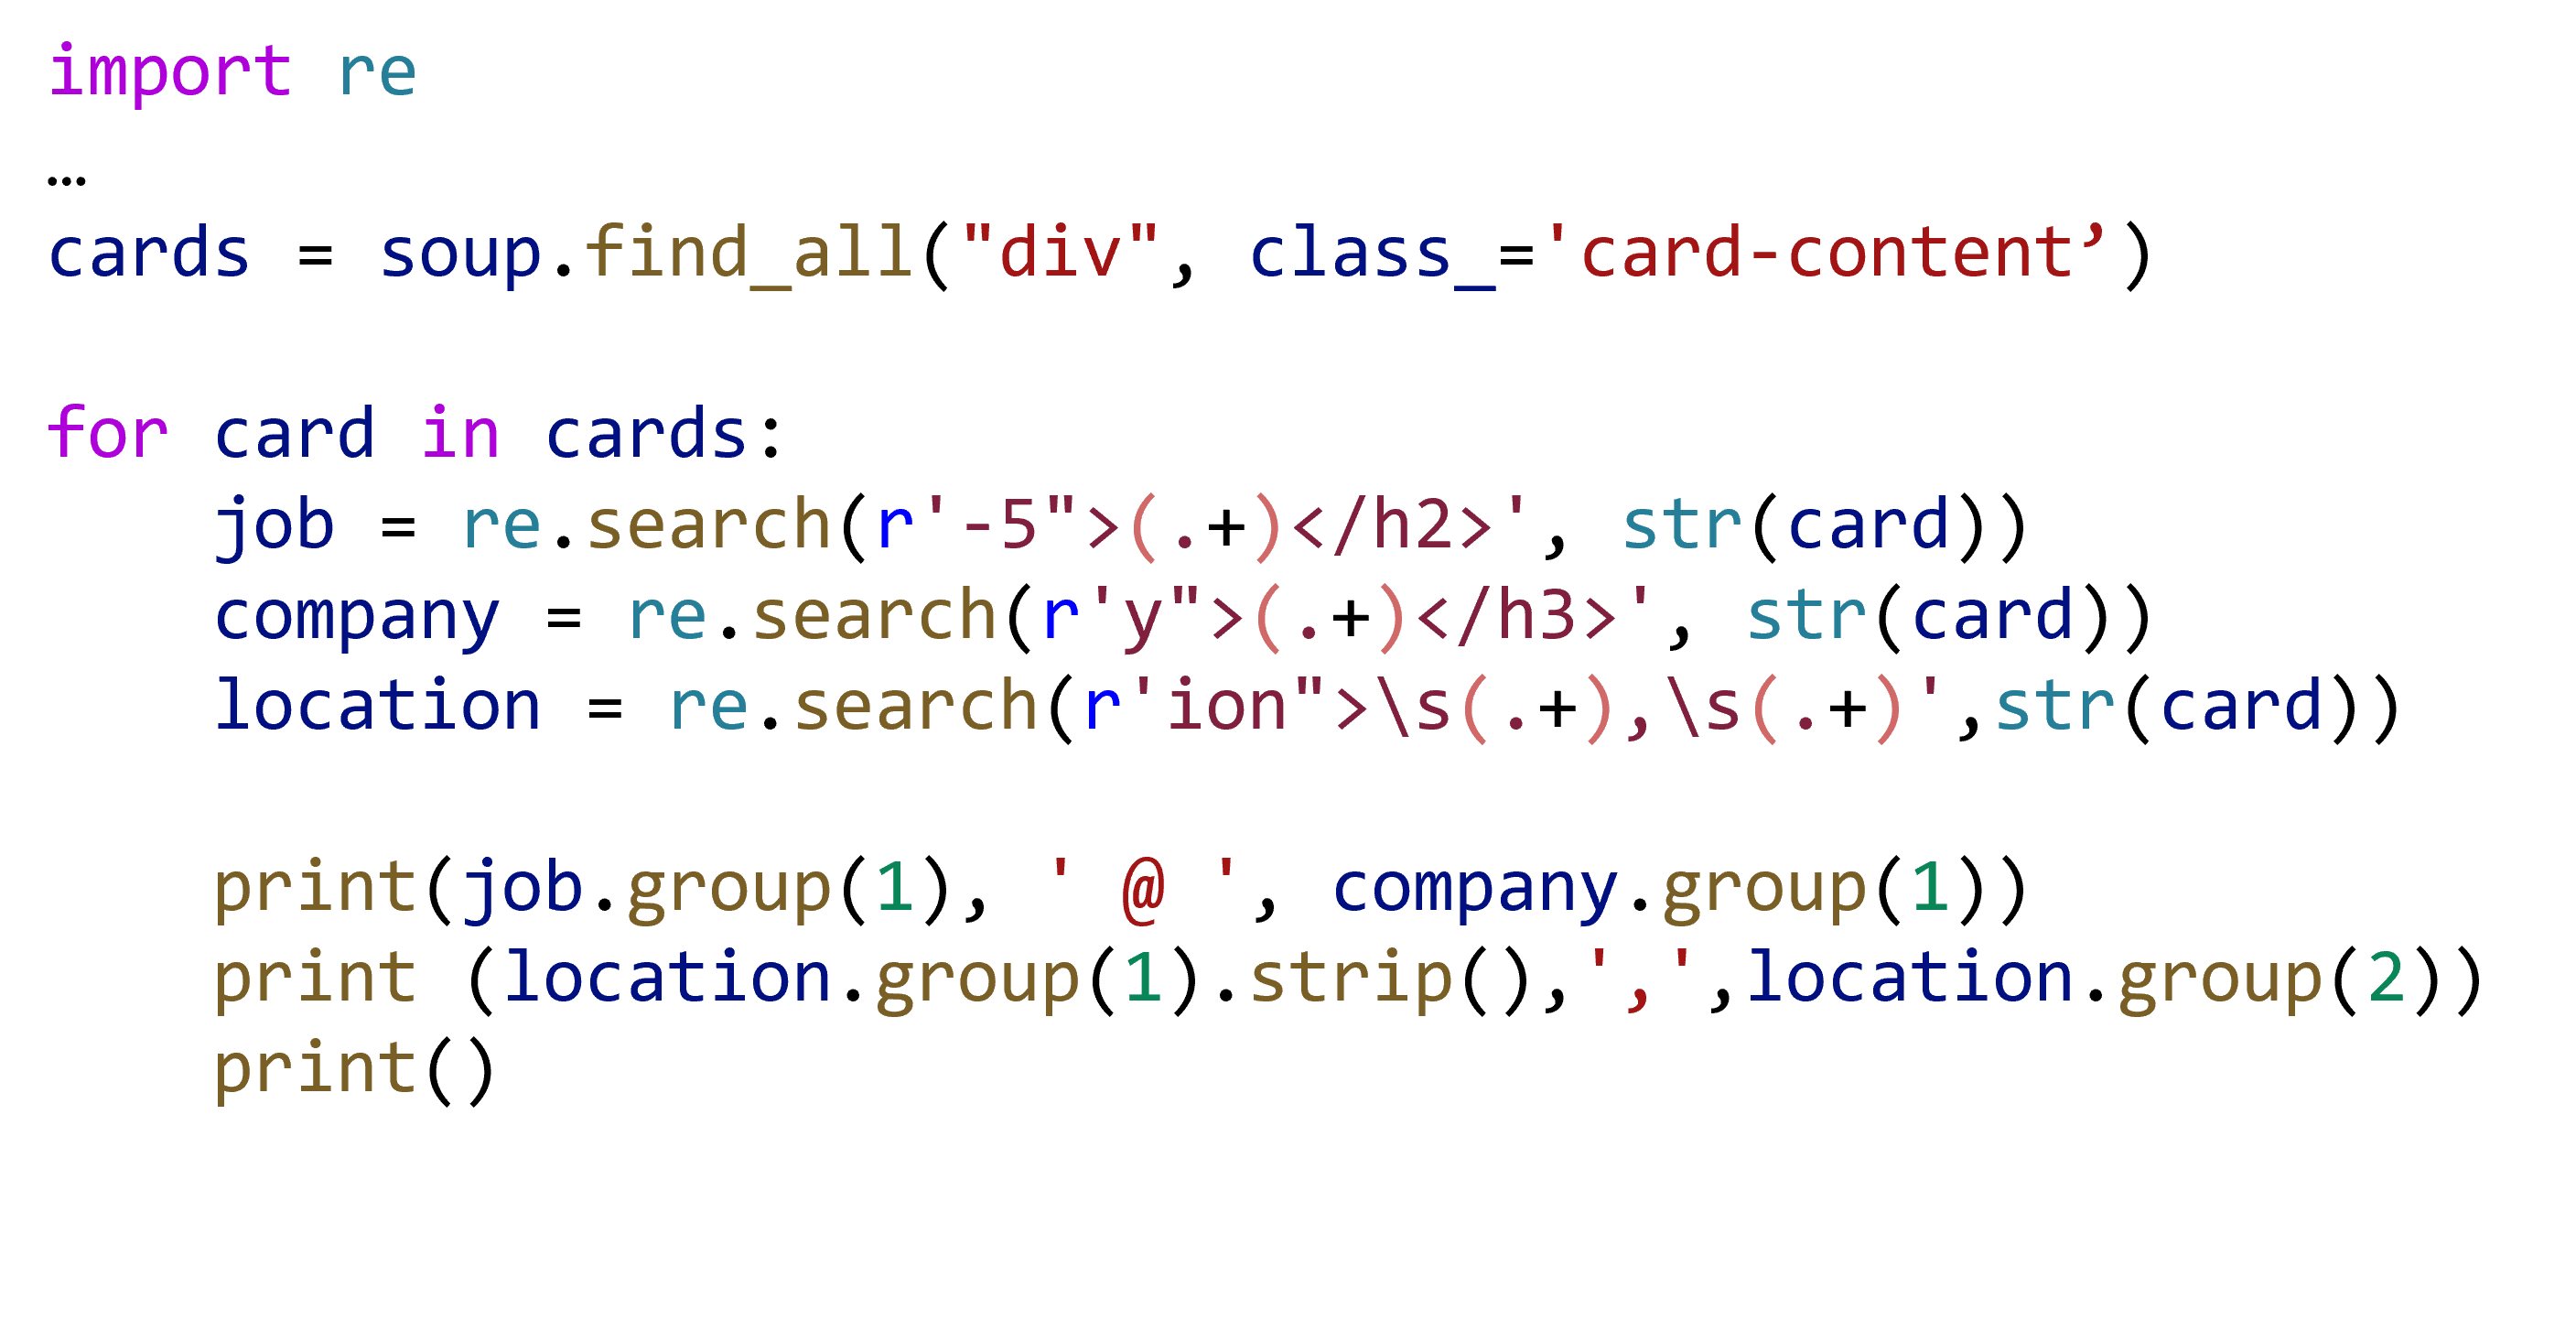 import re
…
cards = soup.find_all("div", class_='card-content’)
for card in cards:
    job = re.search(r'-5">(.+)</h2>', str(card))
    company = re.search(r'y">(.+)</h3>', str(card))
    location = re.search(r'ion">\s(.+),\s(.+)',str(card))
    print(job.group(1), ' @ ', company.group(1))
    print (location.group(1).strip(),',',location.group(2))
    print()